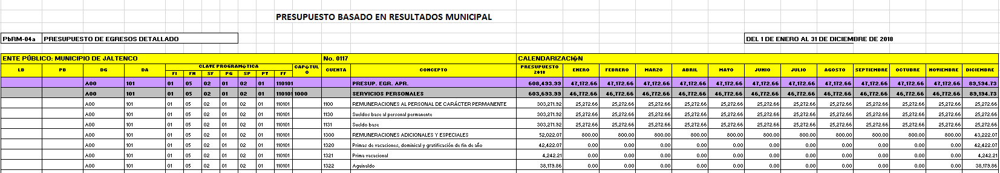 PRESUPUESTO BASADO EN RESULTADOS MUNICIPAL
PbRM-04a PRESUPUESTO DE EGRESOS DETALLADO DEL 1 DE ENERO AL 31 DE DICIEMBRE DE 2018
ENTE PÚBLICO: MUNICIPIO DE JALTENCO No. 0117 CALENDARIZACI�N
LB PB DG DA CLAVE PROGRAM�TICA CAP�TULO CUENTA CONCEPTO PRESUPUESTO 2018 ENERO FEBRERO MARZO ABRIL MAYO JUNIO JULIO AGOSTO SEPTIEMBRE OCTUBRE NOVIEMBRE DICIEMBRE
FI FN SF PG SP PT FF
A00 101 01 05 02 01 02 01 110101 PRESUP. EGR. APR. 608,493.99 47,172.66 47,172.66 47,172.66 47,172.66 47,172.66 47,172.66 47,172.66 47,172.66 47,172.66 47,172.66 47,172.66 89,594.73
A00 101 01 05 02 01 02 01 110101 1000 SERVICIOS PERSONALES 603,693.99 46,772.66 46,772.66 46,772.66 46,772.66 46,772.66 46,772.66 46,772.66 46,772.66 46,772.66 46,772.66 46,772.66 89,194.73
A00 101 01 05 02 01 02 01 110101 1100 REMUNERACIONES AL PERSONAL DE CARÁCTER PERMANENTE 303,271.92 25,272.66 25,272.66 25,272.66 25,272.66 25,272.66 25,272.66 25,272.66 25,272.66 25,272.66 25,272.66 25,272.66 25,272.66
A00 101 01 05 02 01 02 01 110101 1130 Sueldos base al personal permanente 303,271.92 25,272.66 25,272.66 25,272.66 25,272.66 25,272.66 25,272.66 25,272.66 25,272.66 25,272.66 25,272.66 25,272.66 25,272.66
A00 101 01 05 02 01 02 01 110101 1131 Sueldo base 303,271.92 25,272.66 25,272.66 25,272.66 25,272.66 25,272.66 25,272.66 25,272.66 25,272.66 25,272.66 25,272.66 25,272.66 25,272.66
A00 101 01 05 02 01 02 01 110101 1300 REMUNERACIONES ADICIONALES Y ESPECIALES 52,022.07 800.00 800.00 800.00 800.00 800.00 800.00 800.00 800.00 800.00 800.00 800.00 43,222.07
A00 101 01 05 02 01 02 01 110101 1320 Primas de vacaciones, dominical y gratificación de fin de año 42,422.07 0.00 0.00 0.00 0.00 0.00 0.00 0.00 0.00 0.00 0.00 0.00 42,422.07
A00 101 01 05 02 01 02 01 110101 1321 Prima vacacional 4,242.21 0.00 0.00 0.00 0.00 0.00 0.00 0.00 0.00 0.00 0.00 0.00 4,242.21
A00 101 01 05 02 01 02 01 110101 1322 Aguinaldo 38,179.86 0.00 0.00 0.00 0.00 0.00 0.00 0.00 0.00 0.00 0.00 0.00 38,179.86